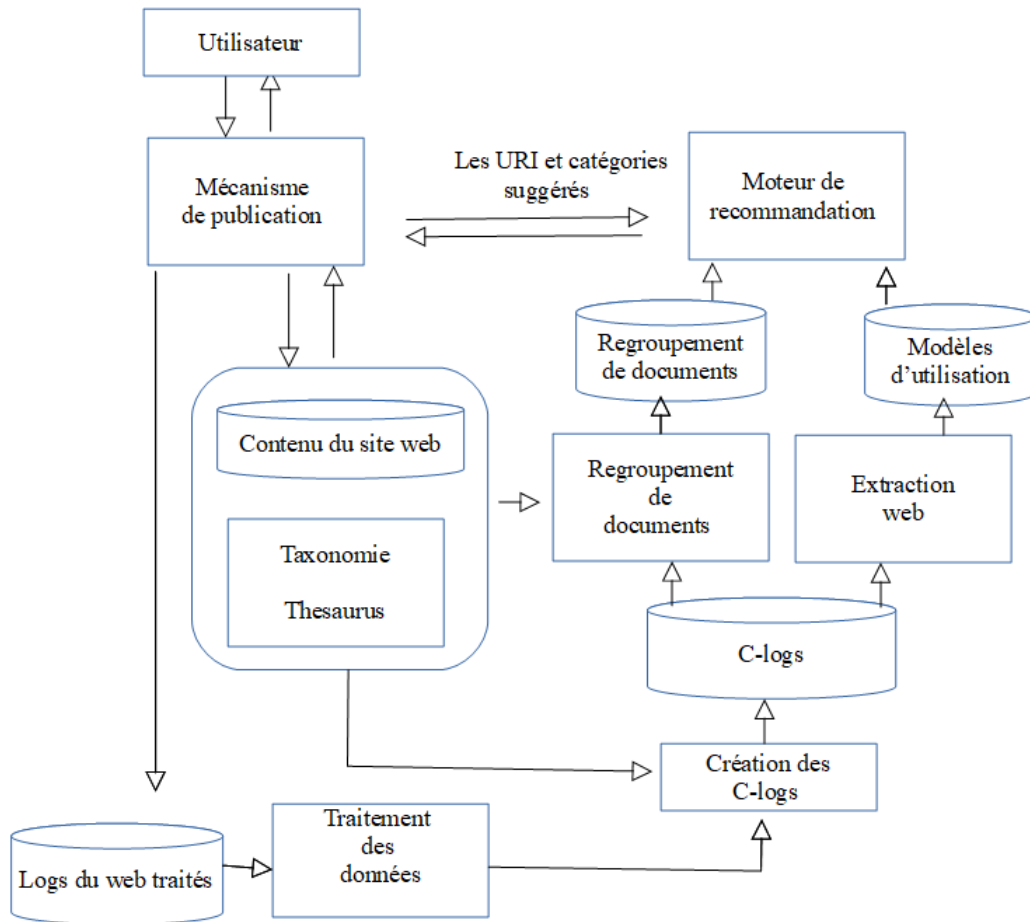 Utilisateur
Mécanisme
de publication
Les URI et catégories
suggérés
Moteur de
recommandation
Regroupement
de documents
Modèles
d’utilisation
Contenu du site web
Regroupement
de
documents
Extraction
web
Taxonomie
Thesaurus
C-logs
Création des
C-logs
Traitement
des
données
Logs du web traités